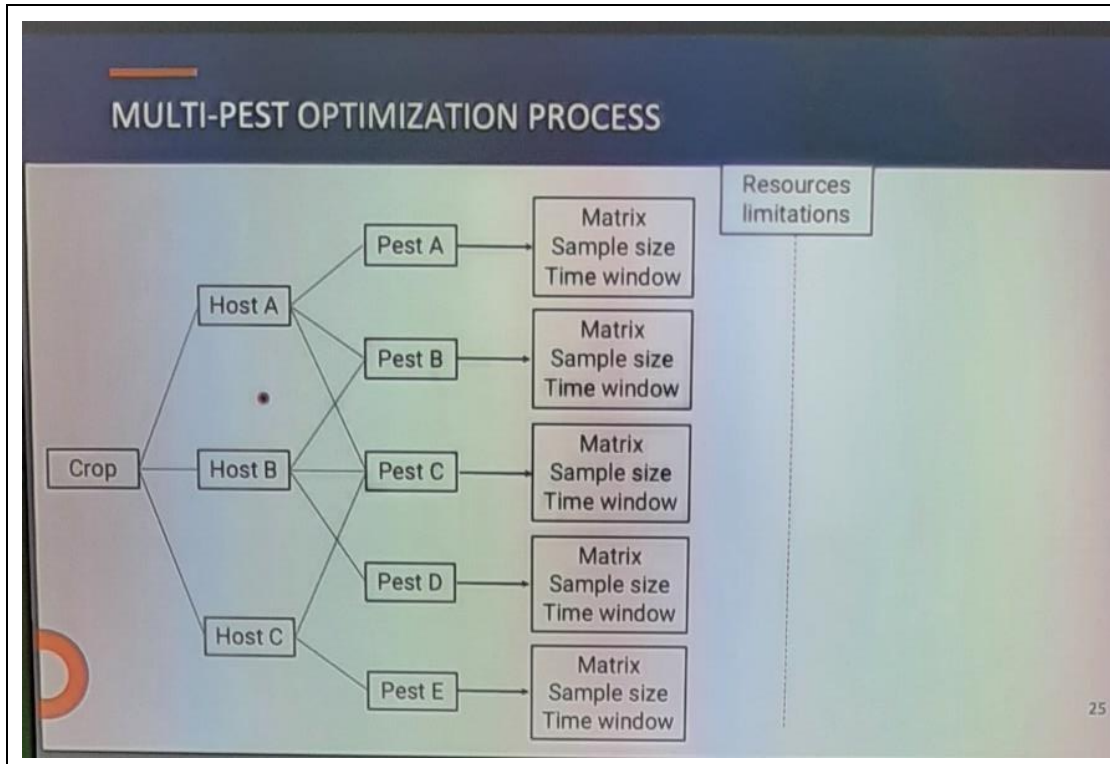 MULTI-PEST OPTIMIZATION PROCESS
Resources
limitations
Crop
Host A
Host B
Host C
Pest A
Pest B
Pest C
Pest D
Pest E
Matrix
Sample size
Time window
Matrix
Sample size
Time window
Matrix
Sample size
Time window
Matrix
Sample size
Time window
Matrix
Sample size
Time window
25